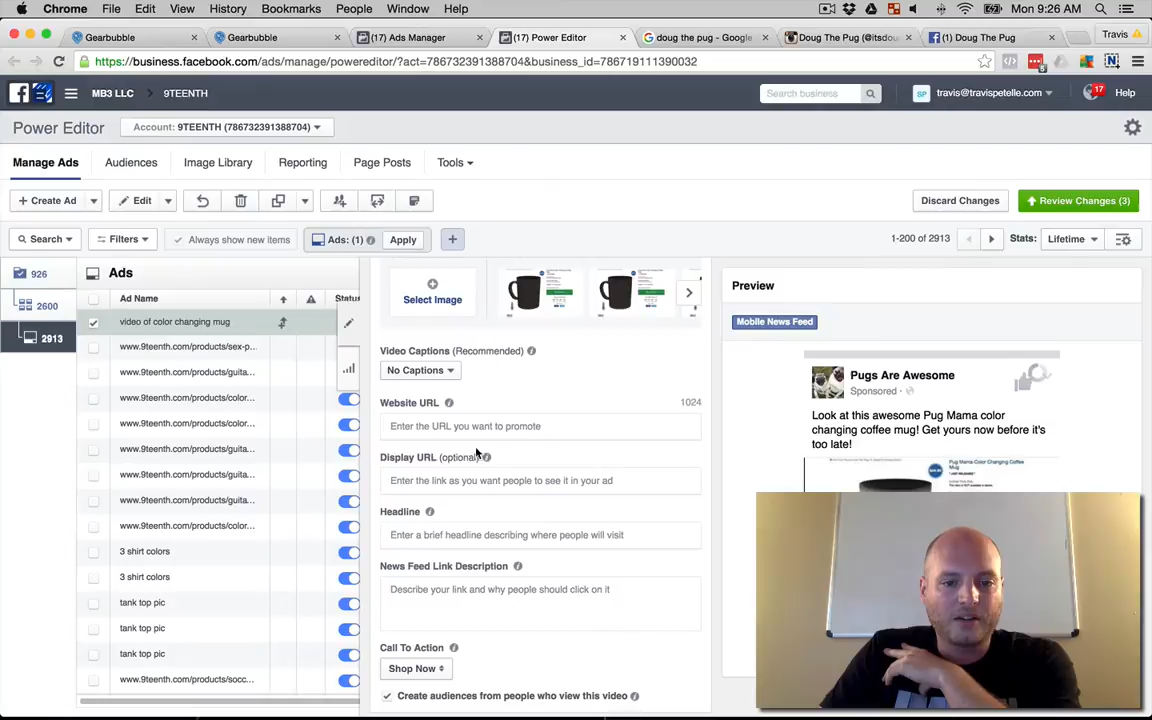 Chrome File Edit View History Bookmarks People Window Help Mon 9:26 AM
Gearbubble Gearbubble (17) Ads Manager (17) Power Editor doug the pug - Google Doug The Pug (@itsdou (1) Doug The Pug Travis
https://business.facebook.com/ads/manage/powereditor/?act=786732391388704&business_id=786719111390032
MB3 LLC > 9TEENTH Search business SP travis@travispetelle.com 17 Help
Power Editor Account: 9TEENTH (786732391388704)
Manage Ads Audiences Image Library Reporting Page Posts Tools
+ Create Ad Edit Discard Changes Review Changes (3)
Search Filters Always show new items Ads: (1) Apply + 1-200 of 2913 Stats: Lifetime
926
2600
2913
Ads
Ad Name Status
video of color changing mug
www.9teenth.com/products/sex-p...
www.9teenth.com/products/guita...
www.9teenth.com/products/color...
www.9teenth.com/products/color...
www.9teenth.com/products/guita...
www.9teenth.com/products/guita...
www.9teenth.com/products/guita...
www.9teenth.com/products/color...
3 shirt colors
3 shirt colors
tank top pic
tank top pic
tank top pic
www.9teenth.com/products/socc...
Select Image
Video Captions (Recommended)
No Captions
Website URL 1024
Enter the URL you want to promote
Display URL (optional)
Enter the link as you want people to see it in your ad
Headline
Enter a brief headline describing where people will visit
News Feed Link Description
Describe your link and why people should click on it
Call To Action
Shop Now
Create audiences from people who view this video
Preview
Mobile News Feed
Pugs Are Awesome
Sponsored
Look at this awesome Pug Mama color
changing coffee mug! Get yours now before it's
too late!
Pug Mama-Color Changing Coffee
Mug